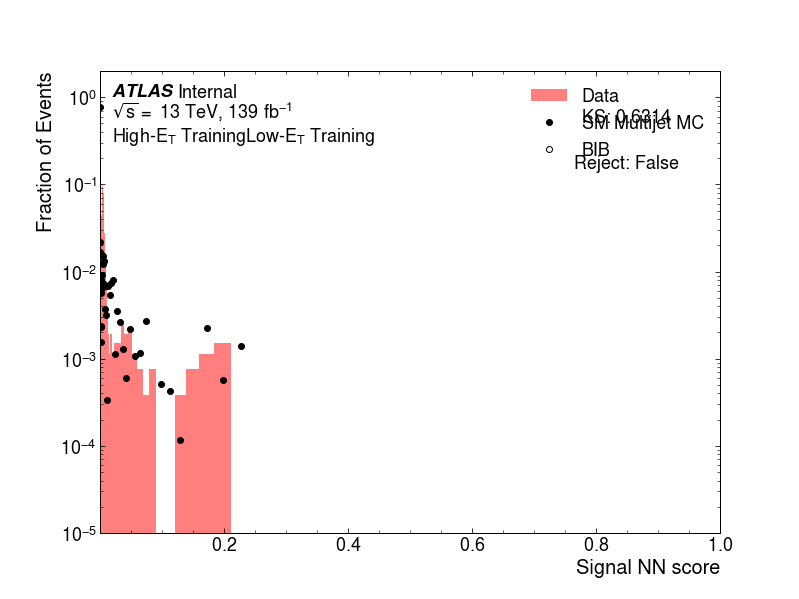 ATLAS Internal
√s = 13 TeV, 139 fb⁻¹
High-E_T TrainingLow-E_T Training
Data
KS: 0.6314
SM Multijet MC
BIB
Reject: False
Fraction of Events
10⁰
10⁻¹
10⁻²
10⁻³
10⁻⁴
10⁻⁵
0.2 0.4 0.6 0.8 1.0
Signal NN score